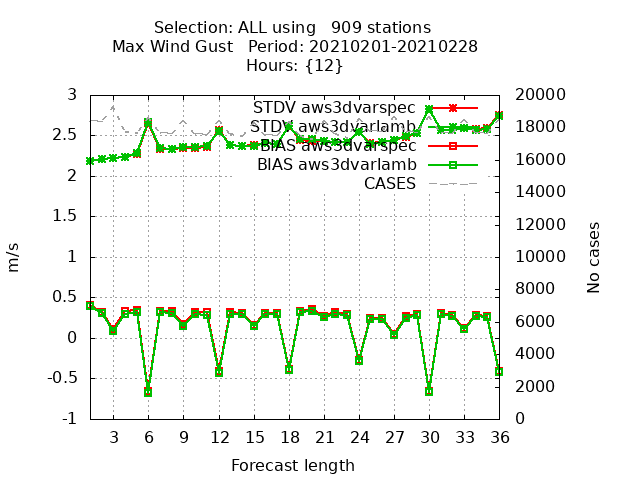 Selection: ALL using 909 stations
Max Wind Gust Period: 20210201-20210228
Hours: {12}
3
2.5
2
1.5
1
0.5
0
-0.5
-1
m/s
STDV aws3dvarspec
STDV aws3dvarlamb
BIAS aws3dvarspec
BIAS aws3dvarlamb
CASES
20000
18000
16000
14000
12000
10000
8000
6000
4000
2000
0
No cases
3 6 9 12 15 18 21 24 27 30 33 36
Forecast length